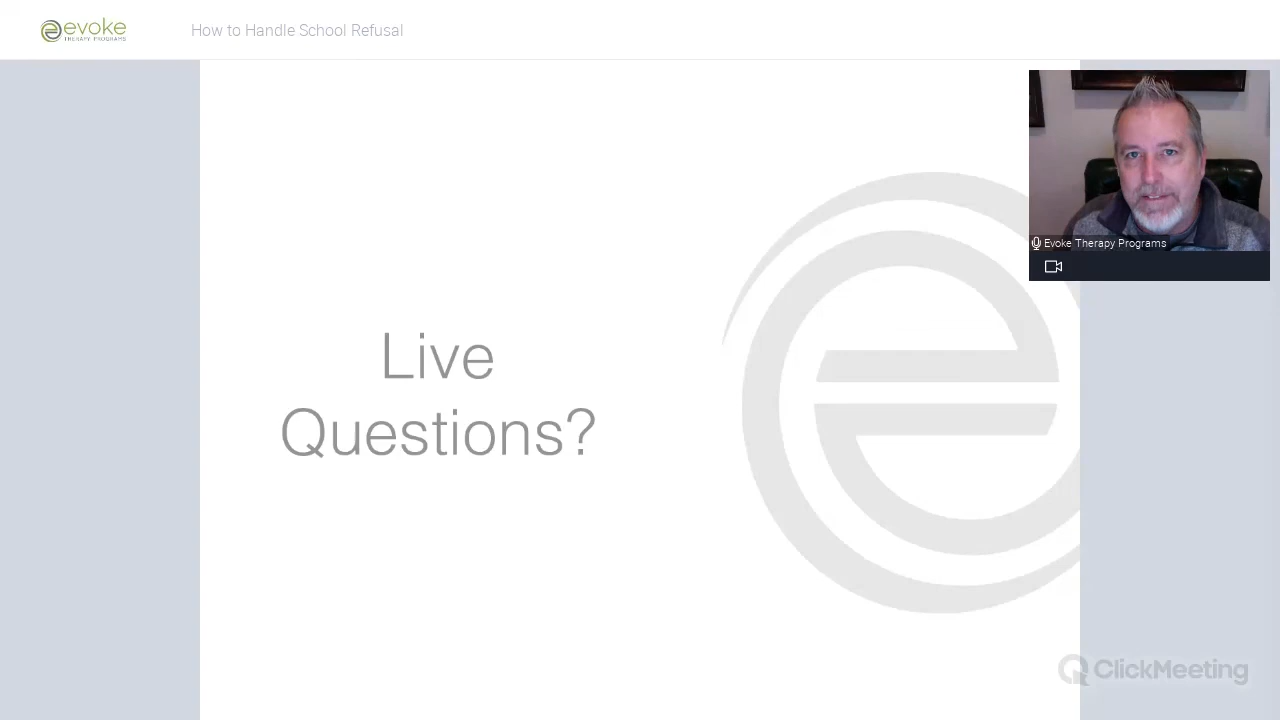 evoke
THERAPY PROGRAMS
How to Handle School Refusal
Evoke Therapy Programs
Live
Questions?
ClickMeeting